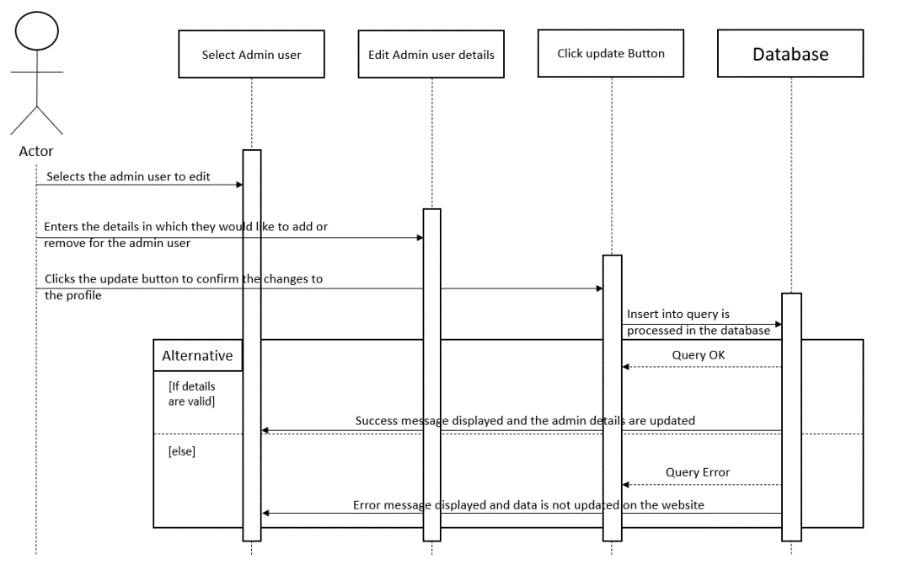 Select Admin user
Edit Admin user details
Click update Button
Database
Actor
Selects the admin user to edit
Enters the details in which they would like to add or
remove for the admin user
Clicks the update button to confirm the changes to
the profile
Insert into query is
processed in the database
Alternative
Query OK
[If details
are valid]
Success message displayed and the admin details are updated
[else]
Query Error
Error message displayed and data is not updated on the website